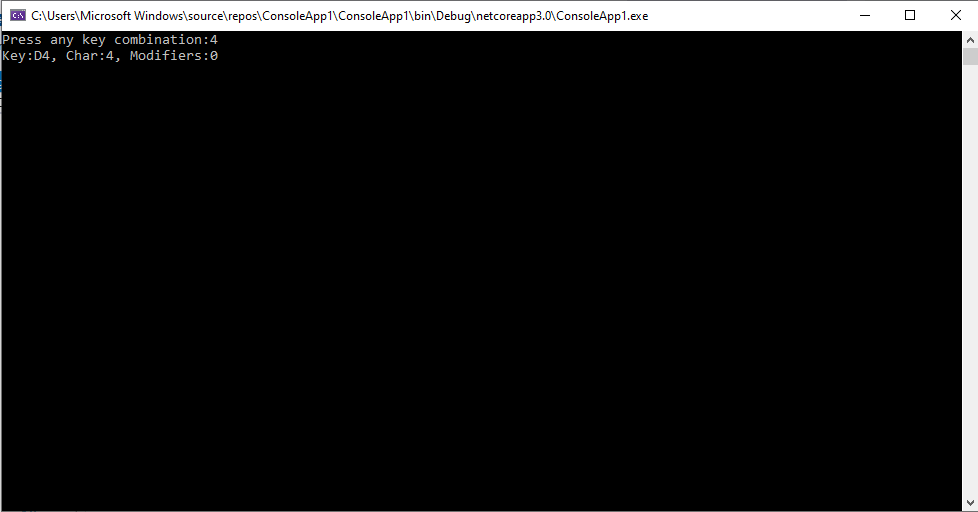 C:\Users\Microsoft Windows\source\repos\ConsoleApp1\ConsoleApp1\bin\Debug\netcoreapp3.0\ConsoleApp1.exe
Press any key combination:4
Key:D4, Char:4, Modifiers:0